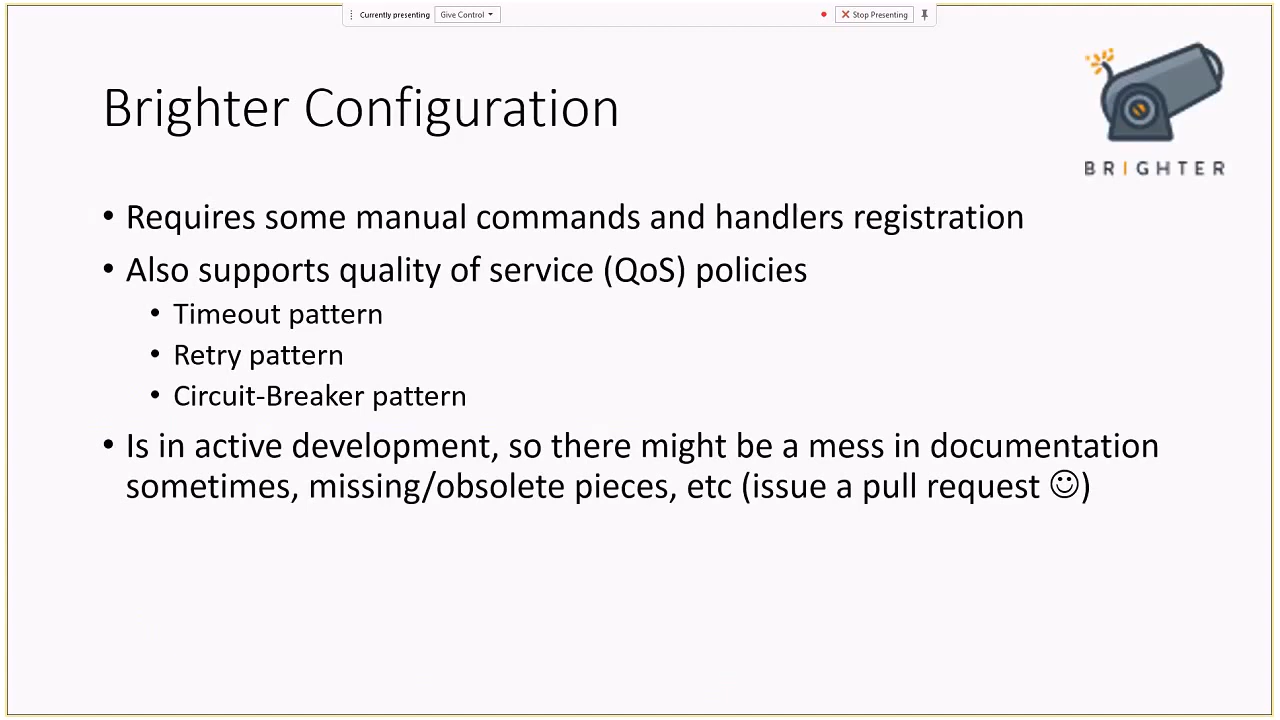 Currently presenting Give Control Stop Presenting
Brighter Configuration
BRIGHTER
• Requires some manual commands and handlers registration
• Also supports quality of service (QoS) policies
• Timeout pattern
• Retry pattern
• Circuit-Breaker pattern
• Is in active development, so there might be a mess in documentation
sometimes, missing/obsolete pieces, etc (issue a pull request ☺)